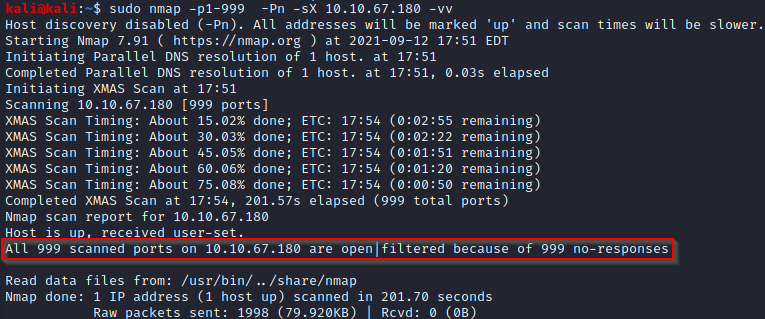 kali@kali:~$ sudo nmap -p1-999  -Pn -sX 10.10.67.180 -vv
Host discovery disabled (-Pn). All addresses will be marked 'up' and scan times will be slower.
Starting Nmap 7.91 ( https://nmap.org ) at 2021-09-12 17:51 EDT
Initiating Parallel DNS resolution of 1 host. at 17:51
Completed Parallel DNS resolution of 1 host. at 17:51, 0.03s elapsed
Initiating XMAS Scan at 17:51
Scanning 10.10.67.180 [999 ports]
XMAS Scan Timing: About 15.02% done; ETC: 17:54 (0:02:55 remaining)
XMAS Scan Timing: About 30.03% done; ETC: 17:54 (0:02:22 remaining)
XMAS Scan Timing: About 45.05% done; ETC: 17:54 (0:01:51 remaining)
XMAS Scan Timing: About 60.06% done; ETC: 17:54 (0:01:20 remaining)
XMAS Scan Timing: About 75.08% done; ETC: 17:54 (0:00:50 remaining)
Completed XMAS Scan at 17:54, 201.57s elapsed (999 total ports)
Nmap scan report for 10.10.67.180
Host is up, received user-set.
All 999 scanned ports on 10.10.67.180 are open|filtered because of 999 no-responses
Read data files from: /usr/bin/../share/nmap
Nmap done: 1 IP address (1 host up) scanned in 201.70 seconds
Raw packets sent: 1998 (79.920KB) | Rcvd: 0 (0B)